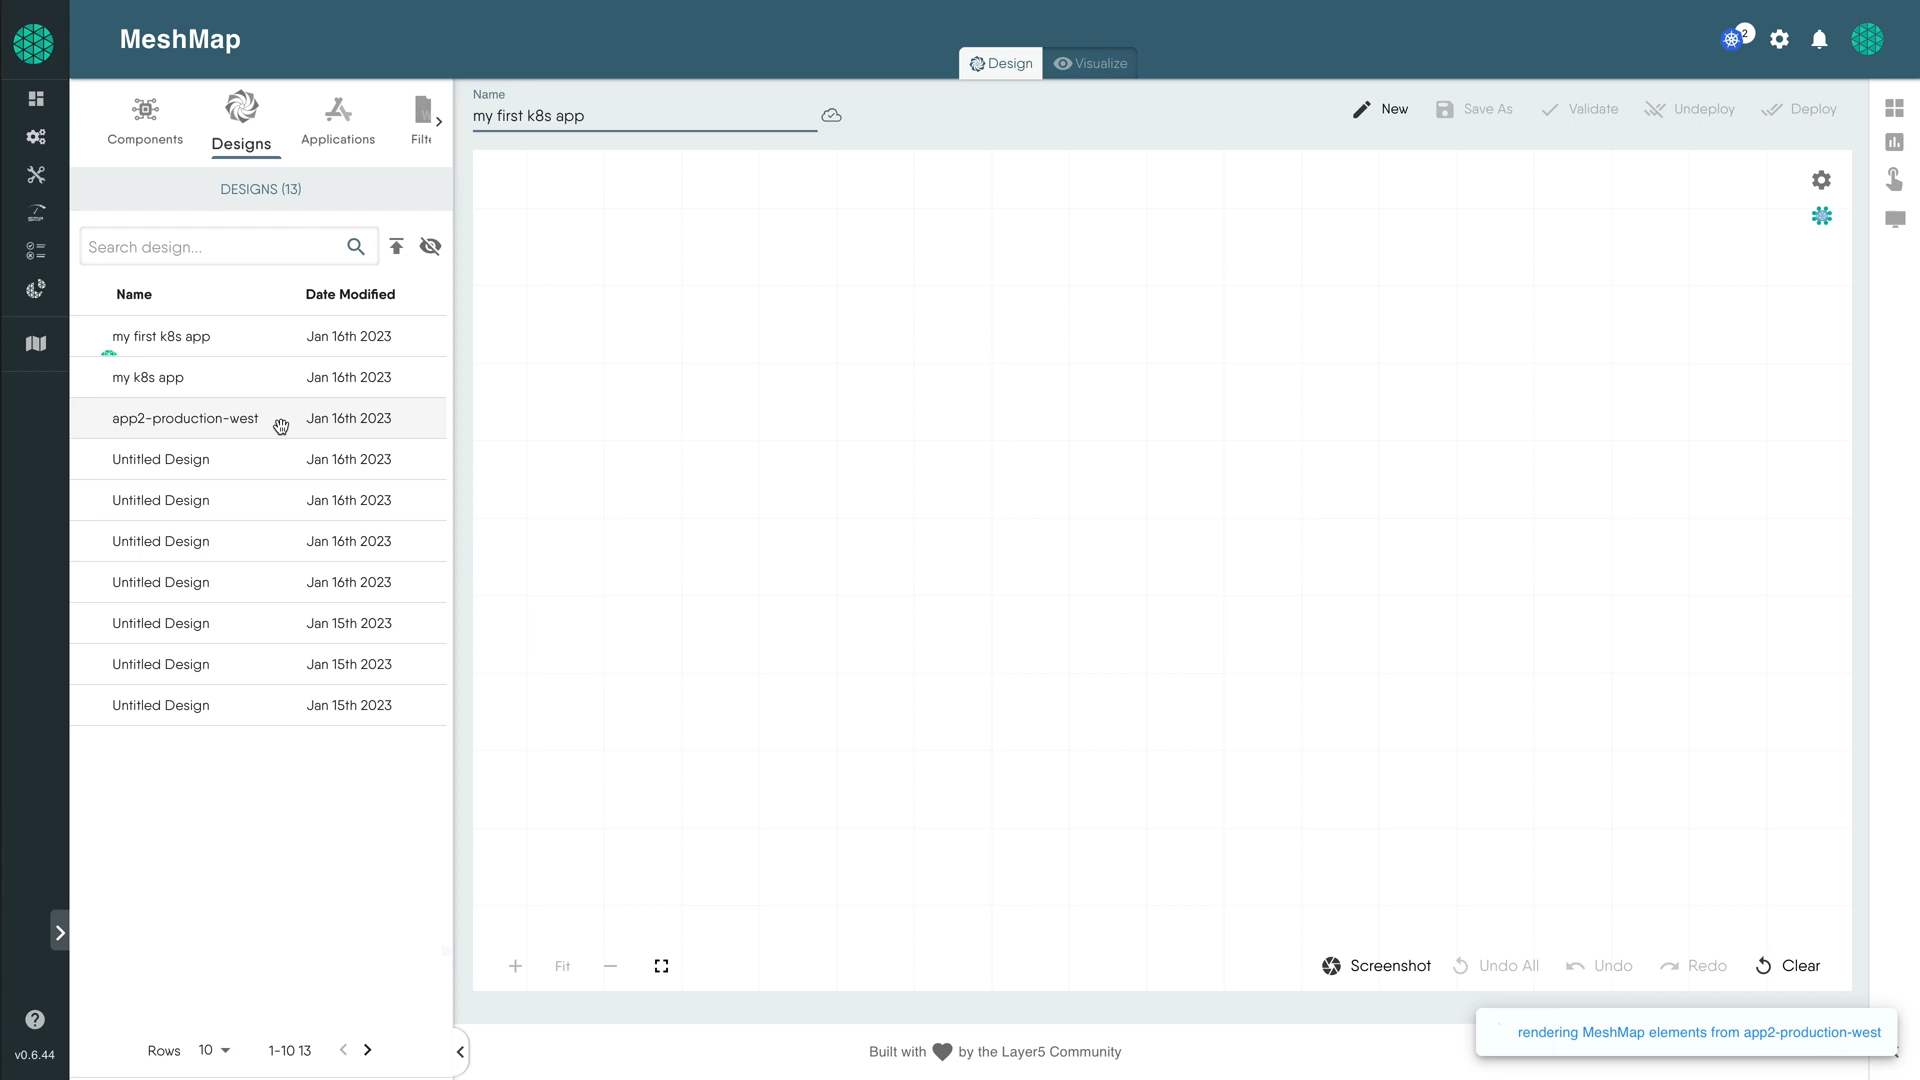 MeshMap
2
Design
Visualize
Components
Designs
Applications
Filte
DESIGNS (13)
Search design...
Name
Date Modified
my first k8s app
Jan 16th 2023
my k8s app
Jan 16th 2023
app2-production-west
Jan 16th 2023
Untitled Design
Jan 16th 2023
Untitled Design
Jan 16th 2023
Untitled Design
Jan 16th 2023
Untitled Design
Jan 16th 2023
Untitled Design
Jan 15th 2023
Untitled Design
Jan 15th 2023
Untitled Design
Jan 15th 2023
Rows
10
1-10 13
v0.6.44
Name
my first k8s app
New
Save As
Validate
Undeploy
Deploy
Fit
Screenshot
Undo All
Undo
Redo
Clear
Built with
by the Layer5 Community
rendering MeshMap elements from app2-production-west